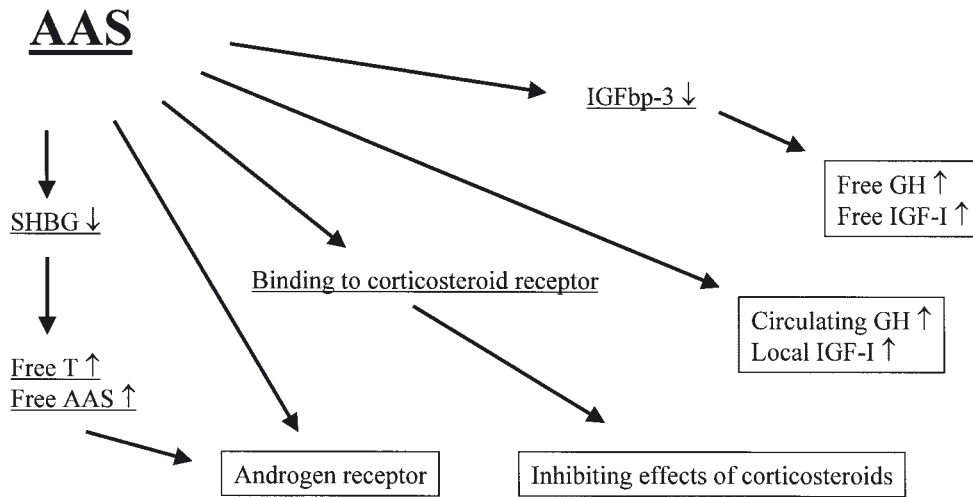 AAS
IGFbp-3 ↓
Free GH ↑
Free IGF-I ↑
SHBG ↓
Binding to corticosteroid receptor
Circulating GH ↑
Local IGF-I ↑
Free T ↑
Free AAS ↑
Androgen receptor
Inhibiting effects of corticosteroids